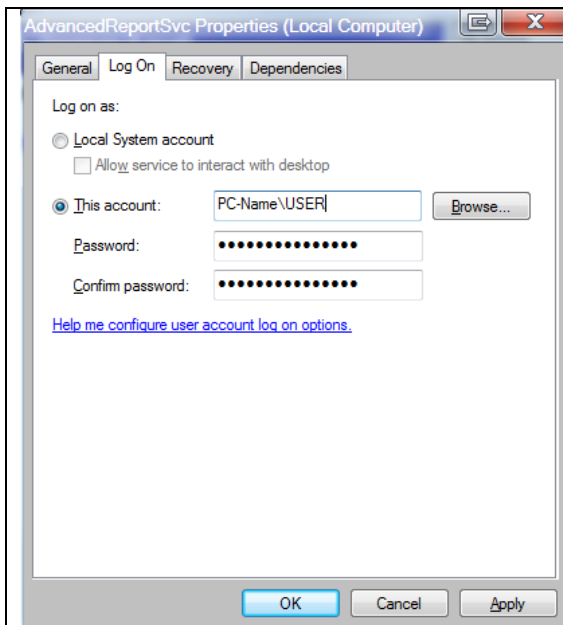 AdvancedReportSvc Properties (Local Computer)
General Log On Recovery Dependencies
Log on as:
Local System account
Allow service to interact with desktop
This account: PC-Name\USER Browse...
Password: •••••••••••••••
Confirm password: •••••••••••••••
Help me configure user account log on options.
OK Cancel Apply